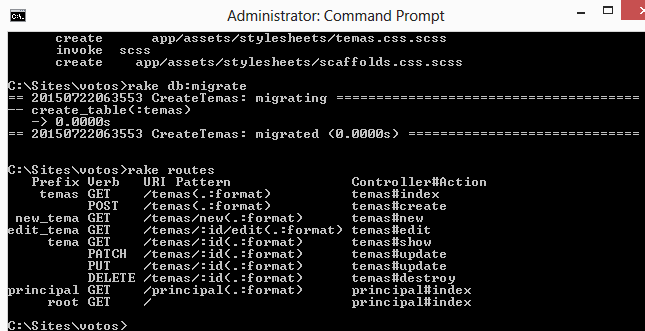 Administrator: Command Prompt
C:\.
create app/assets/stylesheets/temas.css.scss
invoke scss
create app/assets/stylesheets/scaffolds.css.scss
C:\Sites\votos>rake db:migrate
== 20150722063553 CreateTemas: migrating ======================================
-- create_table(:temas)
-> 0.0000s
== 20150722063553 CreateTemas: migrated (0.0000s) =============================
C:\Sites\votos>rake routes
Prefix Verb URI Pattern Controller#Action
temas GET /temas(.:format) temas#index
POST /temas(.:format) temas#create
new_tema GET /temas/new(.:format) temas#new
edit_tema GET /temas/:id/edit(.:format) temas#edit
tema GET /temas/:id(.:format) temas#show
PATCH /temas/:id(.:format) temas#update
PUT /temas/:id(.:format) temas#update
DELETE /temas/:id(.:format) temas#destroy
principal GET /principal(.:format) principal#index
root GET / principal#index
C:\Sites\votos>